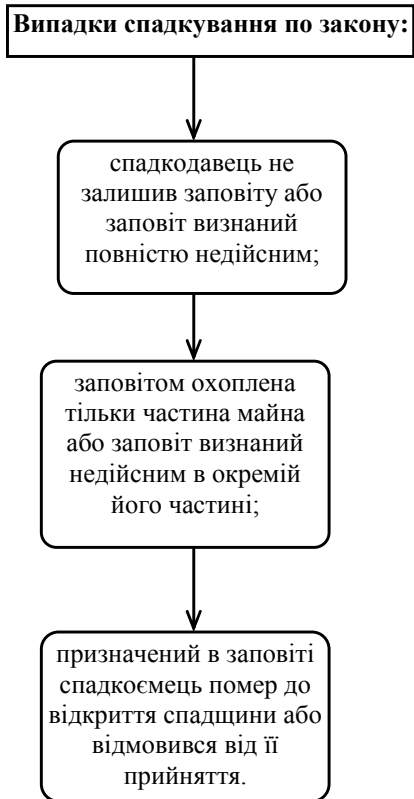 Випадки спадкування по закону:
спадкодавець не
залишив заповіту або
заповіт визнаний
повністю недійсним;
заповітом охоплена
тільки частина майна
або заповіт визнаний
недійсним в окремій
його частині;
призначений в заповіті
спадкоємець помер до
відкриття спадщини або
відмовився від її
прийняття.